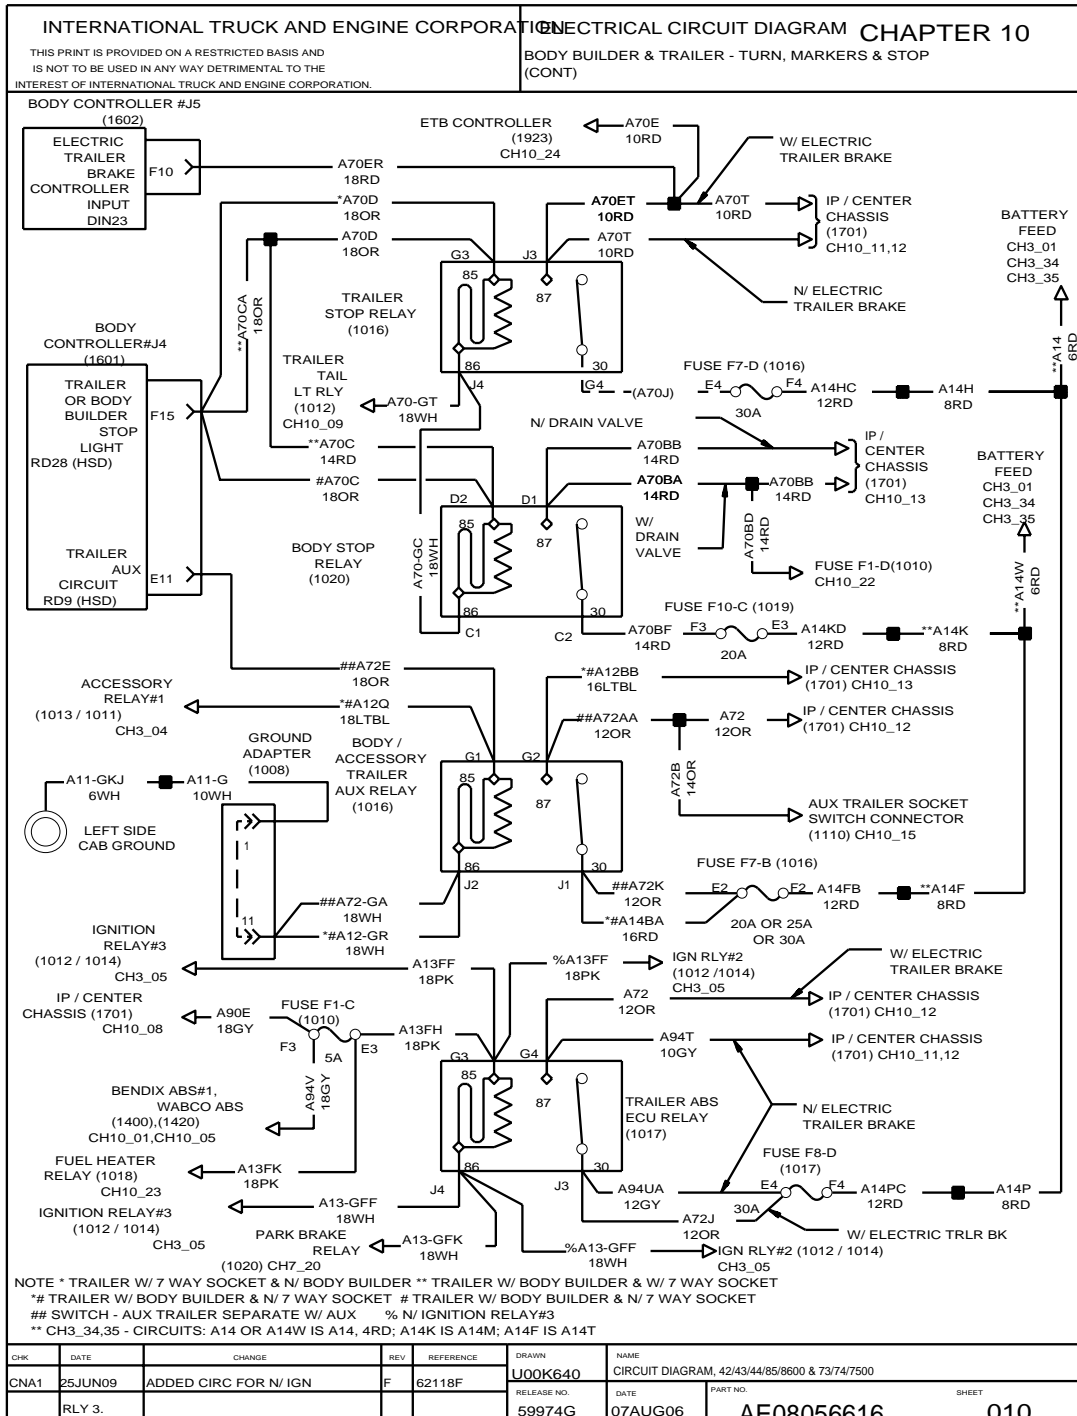 INTERNATIONAL TRUCK AND ENGINE CORPORATION
THIS PRINT IS PROVIDED ON A RESTRICTED BASIS AND
IS NOT TO BE USED IN ANY WAY DETRIMENTAL TO THE
INTEREST OF INTERNATIONAL TRUCK AND ENGINE CORPORATION.
ELECTRICAL CIRCUIT DIAGRAM CHAPTER 10
BODY BUILDER & TRAILER - TURN, MARKERS & STOP
(CONT)
BODY CONTROLLER #J5
(1602)
ELECTRIC
TRAILER
BRAKE
CONTROLLER
INPUT
DIN23
F10
A70ER
18RD
*A70D
18OR
A70D
18OR
**A70CA
18OR
ETB CONTROLLER
(1923)
CH10_24
A70E
10RD
W/ ELECTRIC
TRAILER BRAKE
A70ET
10RD
A70T
10RD
IP / CENTER
CHASSIS
(1701)
CH10_11,12
A70T
10RD
N/ ELECTRIC
TRAILER BRAKE
BATTERY
FEED
CH3_01
CH3_34
CH3_35
**A14
6RD
G3
J3
85
87
TRAILER
STOP RELAY
(1016)
86
30
J4
G4
(A70J)
FUSE F7-D (1016)
E4
F4
30A
A14HC
12RD
A14H
8RD
BODY
CONTROLLER#J4
(1601)
TRAILER
OR BODY
BUILDER
STOP
LIGHT
RD28 (HSD)
F15
TRAILER
AUX
CIRCUIT
RD9 (HSD)
E11
TRAILER
TAIL
LT RLY
(1012)
CH10_09
A70-GT
18WH
**A70C
14RD
#A70C
18OR
A70-GC
18WH
N/ DRAIN VALVE
A70BB
14RD
A70BA
14RD
A70BB
14RD
IP /
CENTER
CHASSIS
(1701)
CH10_13
BATTERY
FEED
CH3_01
CH3_34
CH3_35
**A14W
6RD
D2
D1
85
87
BODY STOP
RELAY
(1020)
W/
DRAIN
VALVE
A70BD
14RD
FUSE F1-D(1010)
CH10_22
86
30
C1
C2
A70BF
14RD
FUSE F10-C (1019)
F3
E3
20A
A14KD
12RD
**A14K
8RD
##A72E
18OR
*#A12BB
16LTBL
IP / CENTER CHASSIS
(1701) CH10_13
ACCESSORY
RELAY#1
(1013 / 1011)
CH3_04
*#A12Q
18LTBL
##A72AA
12OR
A72
12OR
IP / CENTER CHASSIS
(1701) CH10_12
GROUND
ADAPTER
(1008)
BODY /
ACCESSORY
TRAILER
AUX RELAY
(1016)
G1
G2
85
87
A72B
14OR
A11-GKJ
6WH
A11-G
10WH
LEFT SIDE
CAB GROUND
1
11
AUX TRAILER SOCKET
SWITCH CONNECTOR
(1110) CH10_15
86
30
J2
J1
FUSE F7-B (1016)
##A72K
12OR
E2
F2
A14FB
12RD
**A14F
8RD
*#A14BA
16RD
20A OR 25A
OR 30A
##A72-GA
18WH
*#A12-GR
18WH
IGNITION
RELAY#3
(1012 / 1014)
CH3_05
A13FF
18PK
%A13FF
18PK
IGN RLY#2
(1012 /1014)
CH3_05
W/ ELECTRIC
TRAILER BRAKE
IP / CENTER
CHASSIS (1701)
CH10_08
A90E
18GY
FUSE F1-C
(1010)
F3
5A
E3
A13FH
18PK
A72
12OR
IP / CENTER CHASSIS
(1701) CH10_12
A94T
10GY
IP / CENTER CHASSIS
(1701) CH10_11,12
G3
G4
85
87
A94V
18GY
BENDIX ABS#1,
WABCO ABS
(1400),(1420)
CH10_01,CH10_05
TRAILER ABS
ECU RELAY
(1017)
N/ ELECTRIC
TRAILER BRAKE
FUEL HEATER
RELAY (1018)
CH10_23
A13FK
18PK
86
30
J4
J3
FUSE F8-D
(1017)
A94UA
12GY
E4
F4
30A
A14PC
12RD
A14P
8RD
IGNITION RELAY#3
(1012 / 1014)
CH3_05
A13-GFF
18WH
A72J
12OR
W/ ELECTRIC TRLR BK
PARK BRAKE
RELAY
(1020) CH7_20
A13-GFK
18WH
%A13-GFF
18WH
IGN RLY#2 (1012 / 1014)
CH3_05
NOTE * TRAILER W/ 7 WAY SOCKET & N/ BODY BUILDER ** TRAILER W/ BODY BUILDER & W/ 7 WAY SOCKET
*# TRAILER W/ BODY BUILDER & N/ 7 WAY SOCKET # TRAILER W/ BODY BUILDER & N/ 7 WAY SOCKET
## SWITCH - AUX TRAILER SEPARATE W/ AUX % N/ IGNITION RELAY#3
** CH3_34,35 - CIRCUITS: A14 OR A14W IS A14, 4RD; A14K IS A14M; A14F IS A14T
CHK DATE CHANGE REV REFERENCE DRAWN NAME
CNA1 25JUN09 ADDED CIRC FOR N/ IGN F 62118F U00K640 CIRCUIT DIAGRAM, 42/43/44/85/8600 & 73/74/7500
RELEASE NO. DATE PART NO. SHEET
RLY 3. 59974G 07AUG06 AE08056616 010